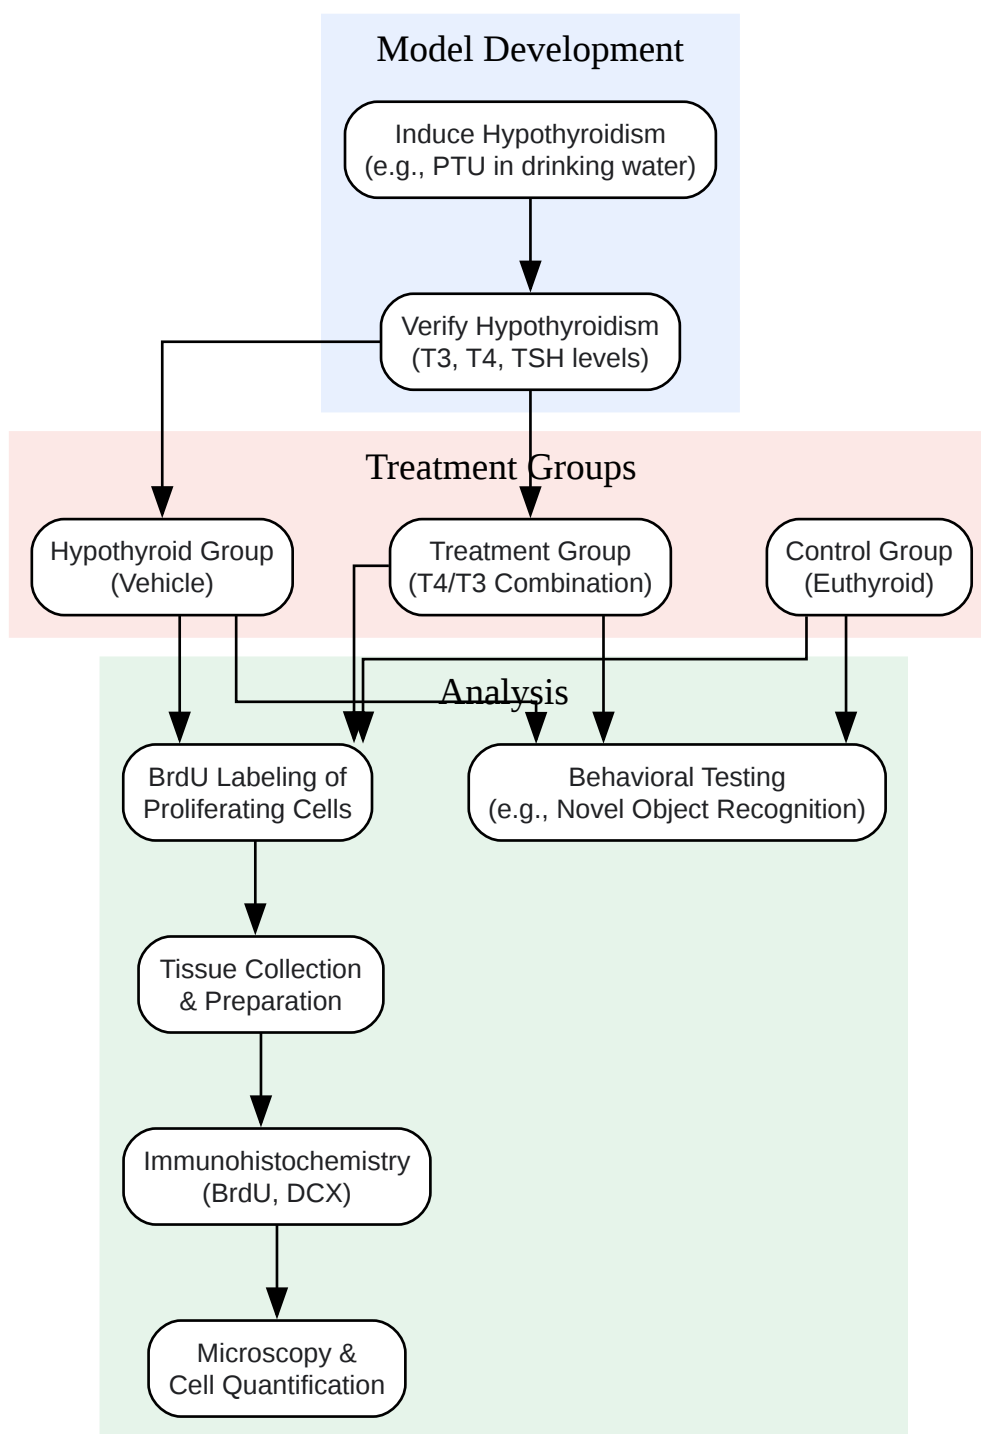 Model Development
Induce Hypothyroidism
(e.g., PTU in drinking water)
Verify Hypothyroidism
(T3, T4, TSH levels)
Treatment Groups
Hypothyroid Group
(Vehicle)
Treatment Group
(T4/T3 Combination)
Control Group
(Euthyroid)
Analysis
BrdU Labeling of
Proliferating Cells
Behavioral Testing
(e.g., Novel Object Recognition)
Tissue Collection
& Preparation
Immunohistochemistry
(BrdU, DCX)
Microscopy &
Cell Quantification